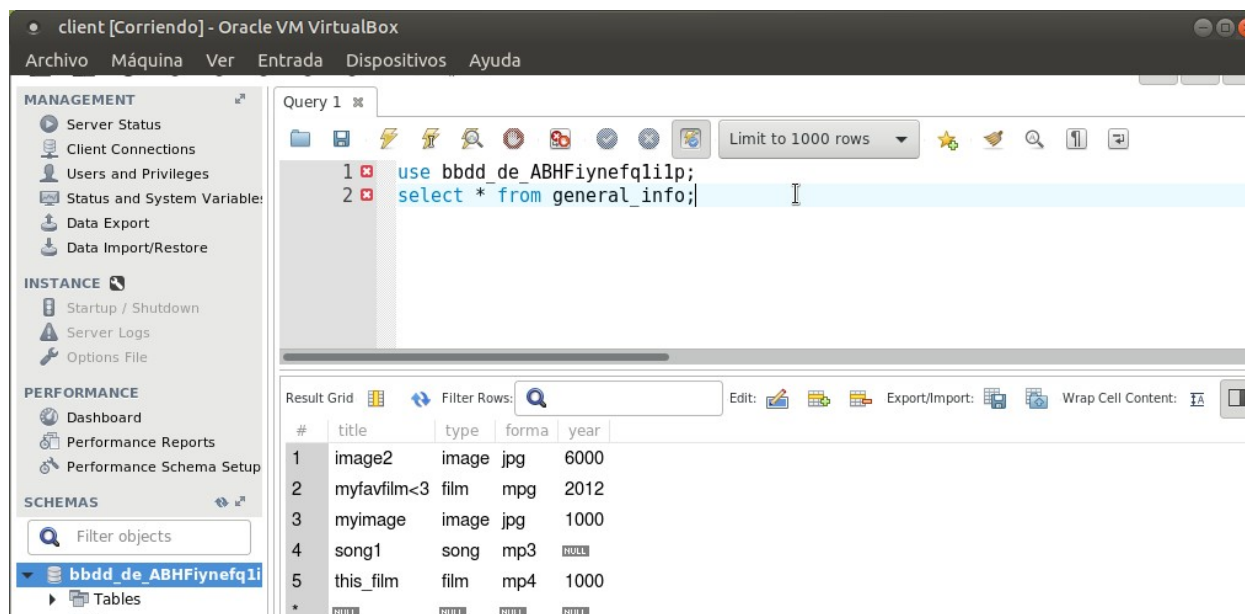 client [Corriendo] - Oracle VM VirtualBox
Archivo Máquina Ver Entrada Dispositivos Ayuda
MANAGEMENT
Server Status
Client Connections
Users and Privileges
Status and System Variables
Data Export
Data Import/Restore
INSTANCE
Startup / Shutdown
Server Logs
Options File
PERFORMANCE
Dashboard
Performance Reports
Performance Schema Setup
SCHEMAS
Filter objects
bbdd_de_ABHFiynefq1i
Tables
Query 1
Limit to 1000 rows
1 use bbdd_de_ABHFiynefq1i1p;
2 select * from general_info;
Result Grid Filter Rows: Edit: Export/Import: Wrap Cell Content:
# title type forma year
1 image2 image jpg 6000
2 myfavfilm<3 film mpg 2012
3 myimage image jpg 1000
4 song1 song mp3 NULL
5 this_film film mp4 1000
* NULL NULL NULL NULL